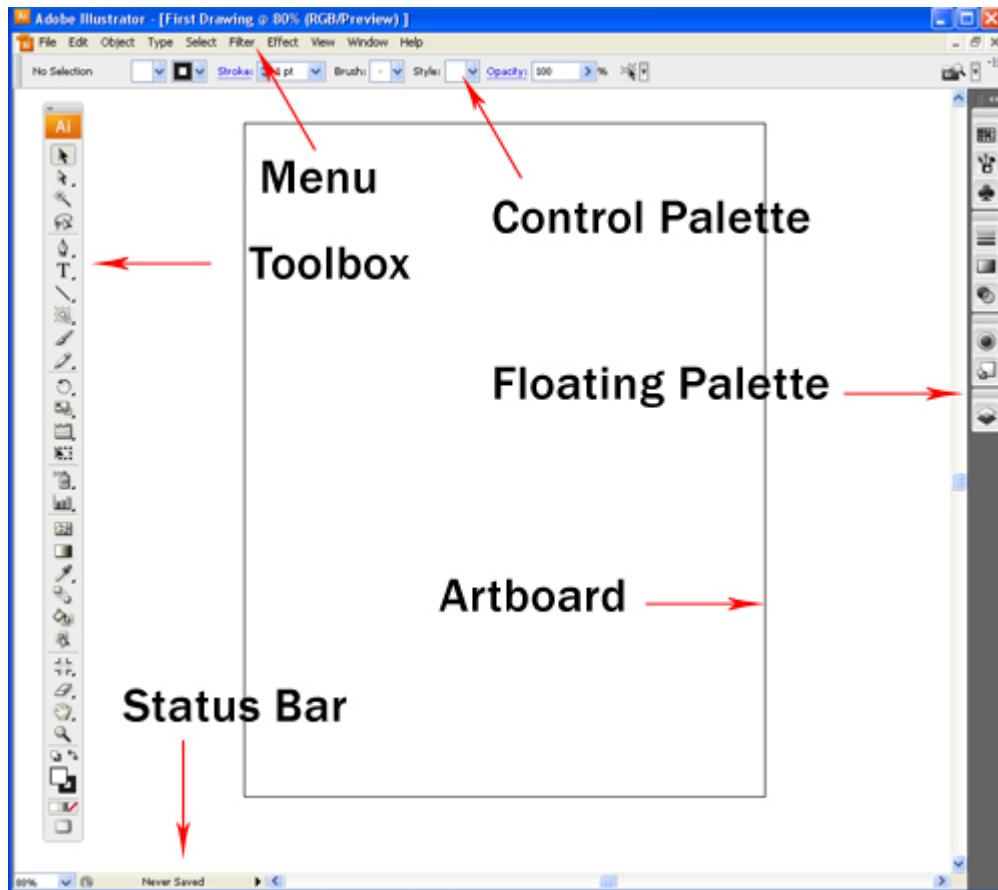 Adobe Illustrator - [First Drawing @ 80% (RGB/Preview) ]
File Edit Object Type Select Filter Effect View Window Help
No Selection Stroke: pt Brush: Style: Opacity: 100 %
Ai
Menu
Control Palette
Toolbox
T
Floating Palette
Artboard
Status Bar
80% Never Saved